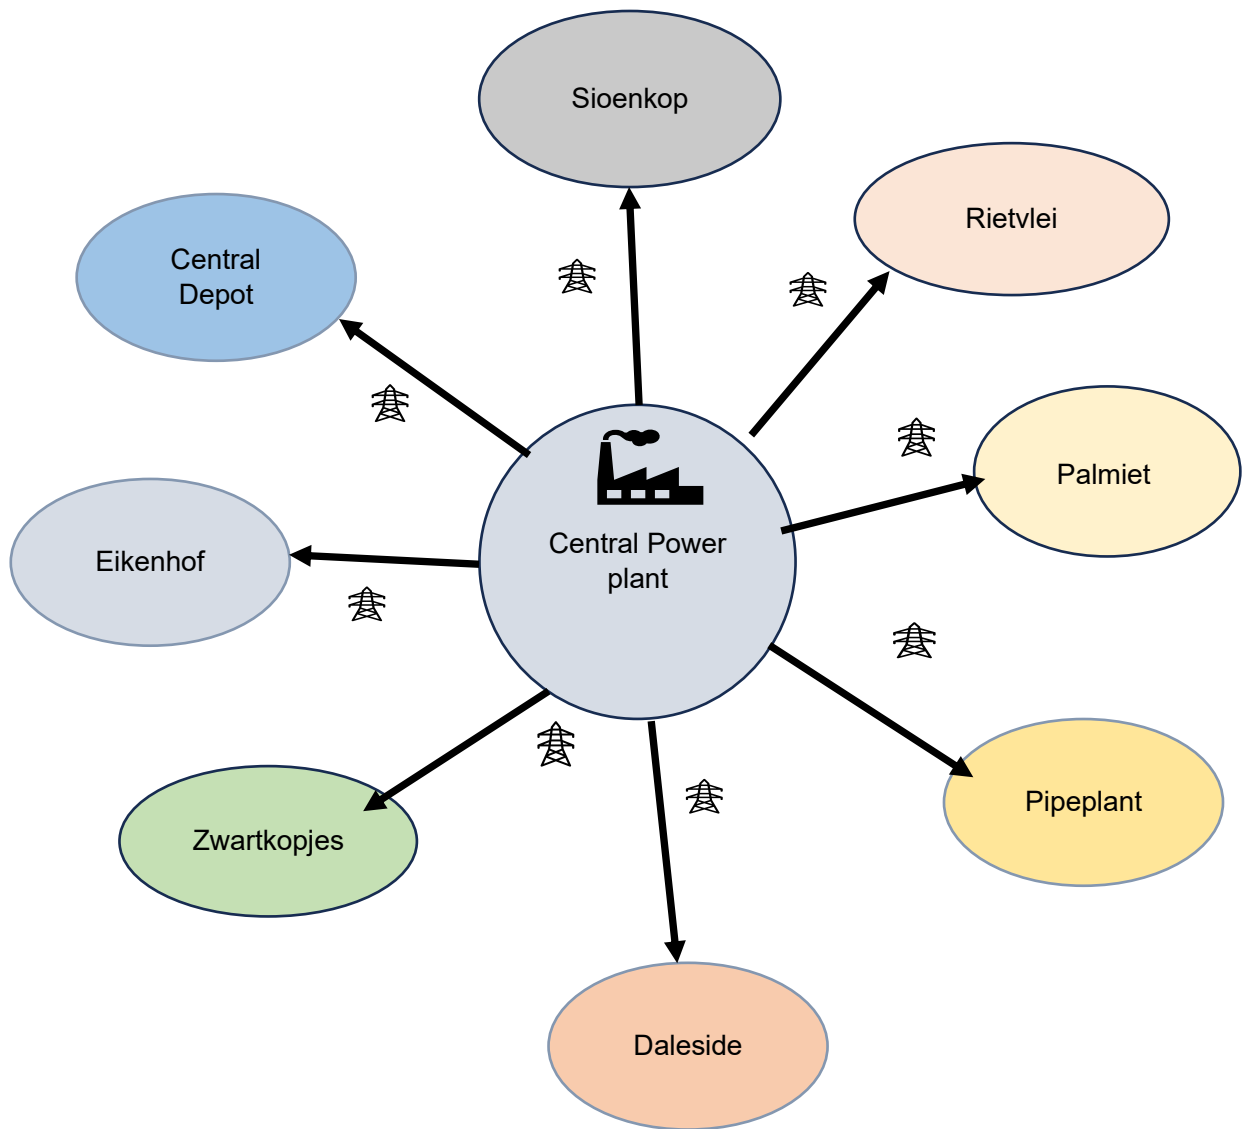 Sioenkop
Rietvlei
Central
Depot
Palmiet
Central Power
plant
Eikenhof
Pipeplant
Zwartkopjes
Daleside